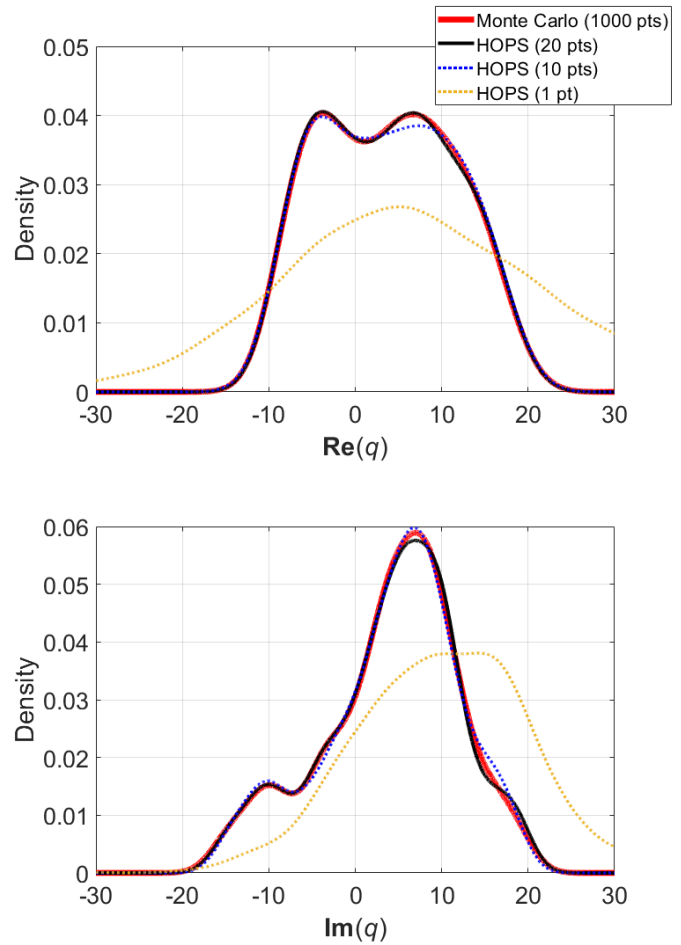 Monte Carlo (1000 pts)
HOPS (20 pts)
HOPS (10 pts)
HOPS (1 pt)
0.05
0.04
0.03
0.02
0.01
0
Density
-30 -20 -10 0 10 20 30
Re(q)
0.06
0.05
0.04
0.03
0.02
0.01
0
Density
-30 -20 -10 0 10 20 30
Im(q)